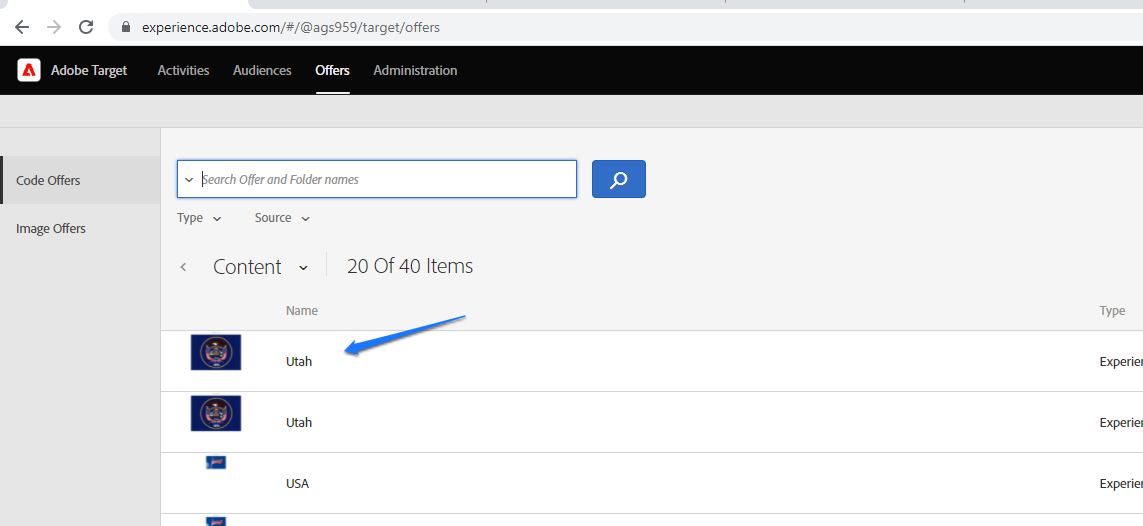 experience.adobe.com/#/@ags959/target/offers
Adobe Target Activities Audiences Offers Administration
Code Offers
Image Offers
Search Offer and Folder names
Type Source
Content 20 Of 40 Items
Name Type
Utah Experien
Utah Experien
USA Experien